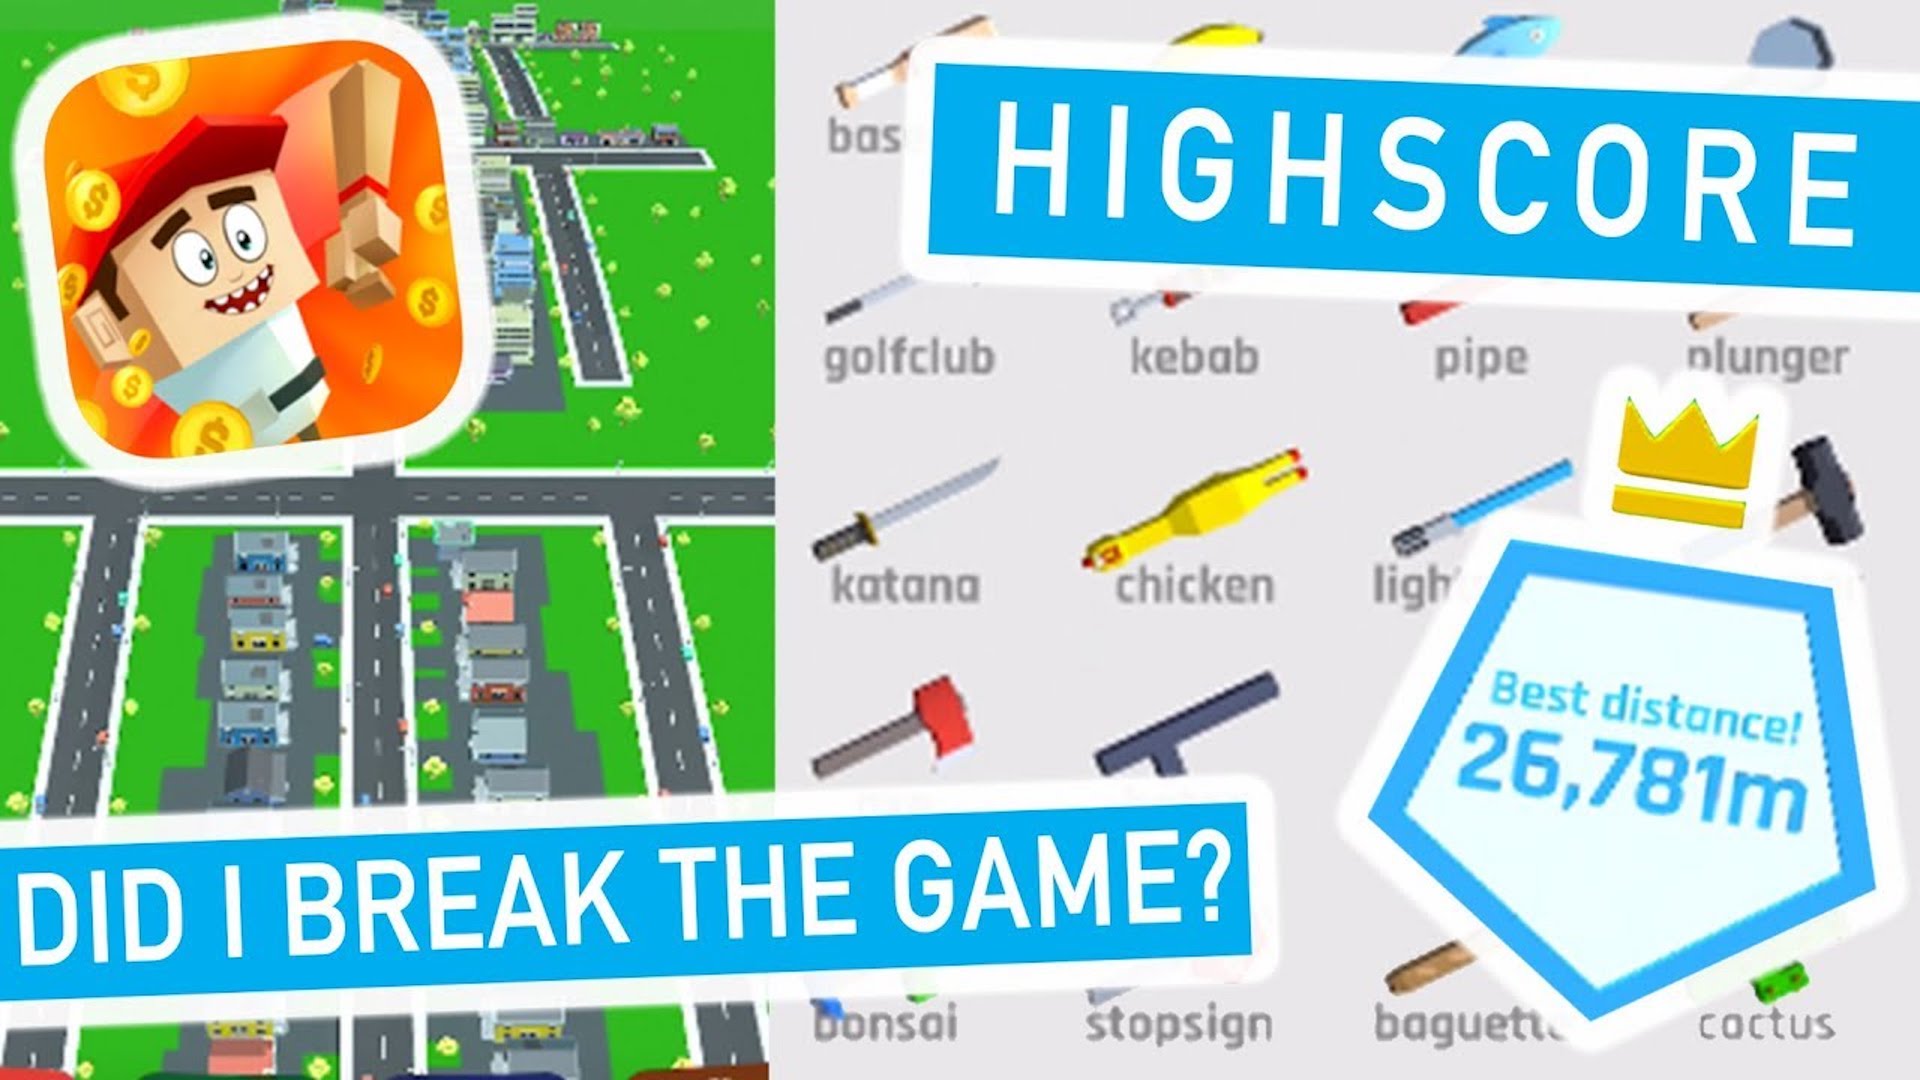 HIGHSCORE
golfclub kebab pipe plunger
katana chicken
Best distance!
26,781m
DID I BREAK THE GAME?
bonsai stopsign cactus